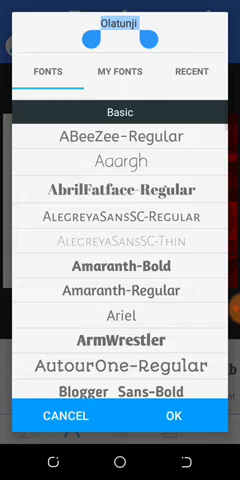 Olatunji
FONTS MY FONTS RECENT
Basic
ABeeZee-Regular
Aaargh
AbrilFatface-Regular
AlegreyaSansSC-Regular
AlegreyaSansSC-Thin
Amaranth-Bold
Amaranth-Regular
Ariel
ArmWrestler
AutourOne-Regular
Blogger_Sans-Bold
CANCEL OK